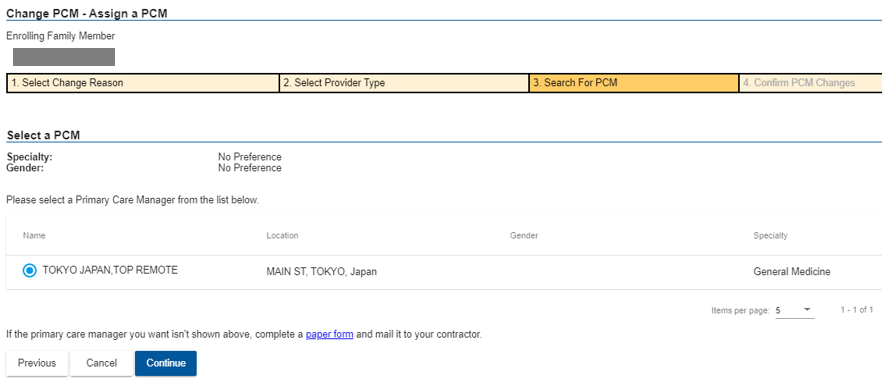 Change PCM - Assign a PCM
Enrolling Family Member
1. Select Change Reason 2. Select Provider Type 3. Search For PCM 4. Confirm PCM Changes
Select a PCM
Specialty: No Preference
Gender: No Preference
Please select a Primary Care Manager from the list below.
Name Location Gender Specialty
TOKYO JAPAN,TOP REMOTE MAIN ST, TOKYO, Japan General Medicine
Items per page: 5 1 - 1 of 1
If the primary care manager you want isn't shown above, complete a paper form and mail it to your contractor.
Previous Cancel Continue